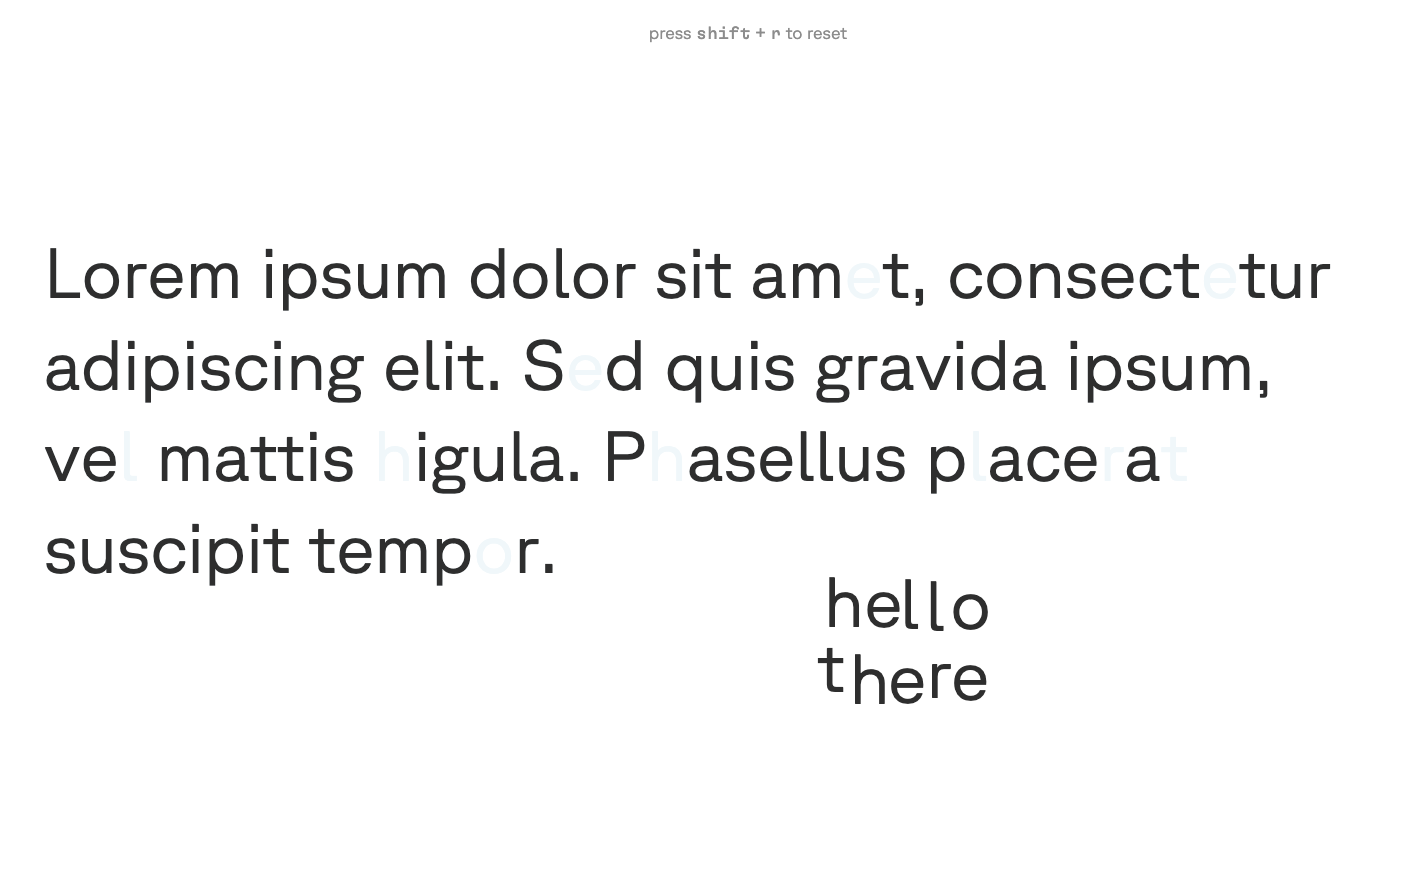 press shift + r to reset
Lorem ipsum dolor sit amet, consectetur
adipiscing elit. Sed quis gravida ipsum,
vel mattis higula. Phasellus placerat
suscipit tempor.
hello
there